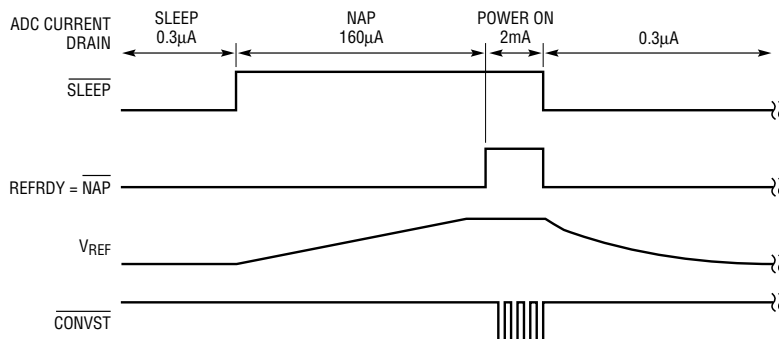 ADC CURRENT
DRAIN
SLEEP
0.3µA
NAP
160µA
POWER ON
2mA
0.3µA
SLEEP
REFRDY = NAP
VREF
CONVST